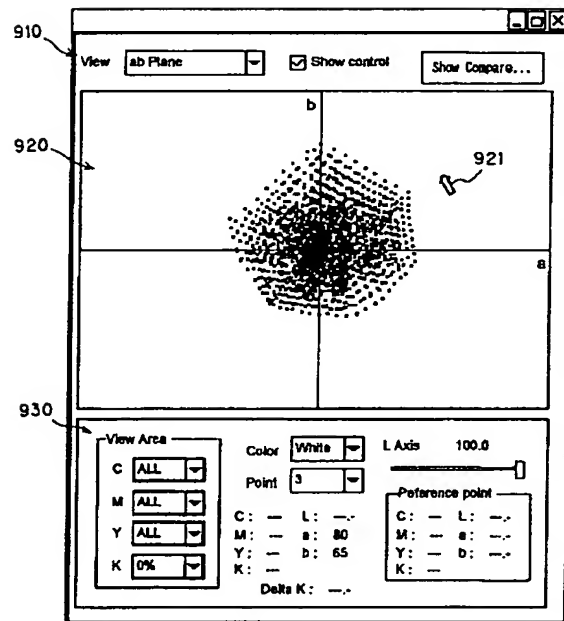 910
View ab Plane Show control Show Compare...
b
920
921
a
930
View Area
C ALL
M ALL
Y ALL
K 0%
Color White
Point 3
L Axis 100.0
C : --- L : ---.-
M : --- a : 80
Y : --- b : 65
K : ---
Delta K : ---.-
Peference point
C : --- L : ---.-
M : --- a : ---.-
Y : --- b : ---.-
K : ---